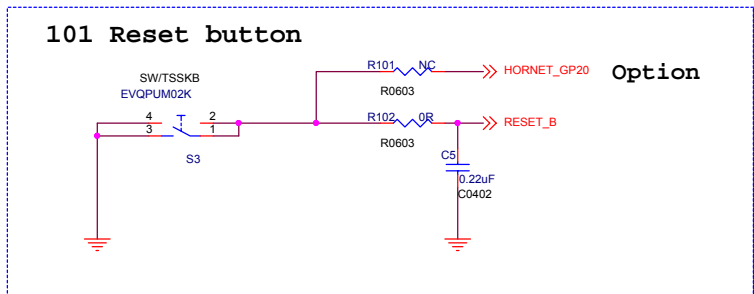 101 Reset button
R101 NC HORNET_GP20 Option
SW/TSSKB
EVQPUM02K
R0603
4 2 R102 0R RESET_B
3 1
S3 R0603
C5
0.22uF
C0402